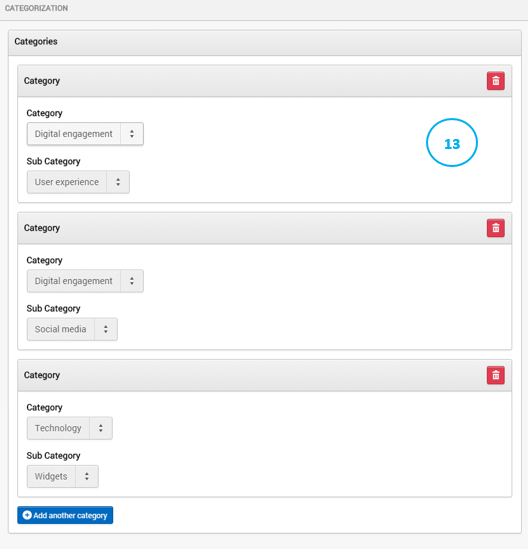 CATEGORIZATION
Categories
Category
Category
Digital engagement
13
Sub Category
User experience
Category
Category
Digital engagement
Sub Category
Social media
Category
Category
Technology
Sub Category
Widgets
Add another category